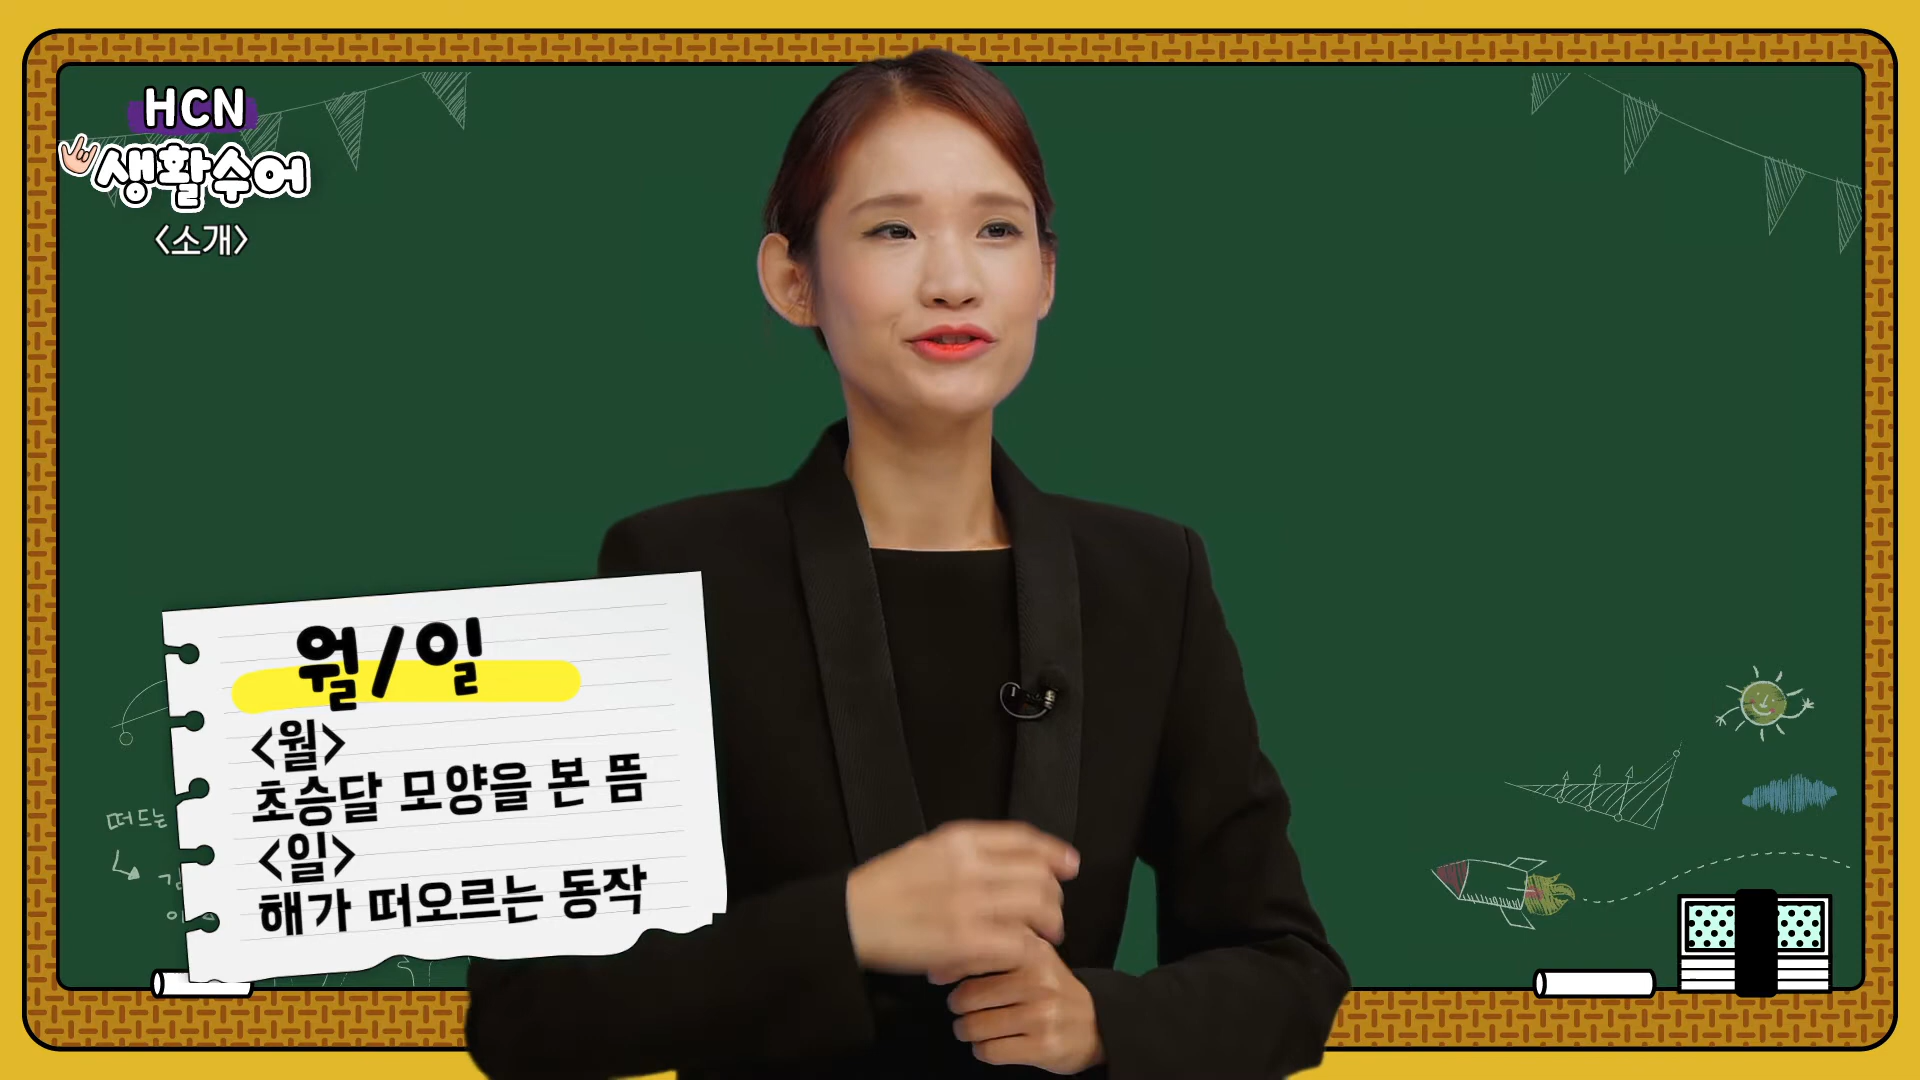 HCN
생활수어
<소개>
월/일
<월>
초승달 모양을 본 뜸
<일>
해가 떠오르는 동작
떠드는